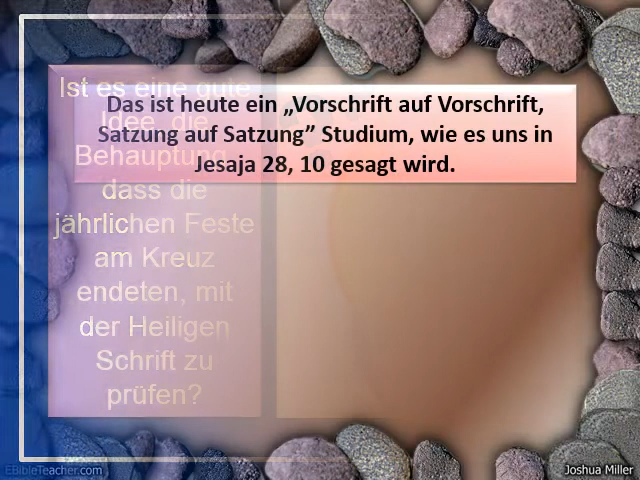 Das ist heute ein „Vorschrift auf Vorschrift,
Satzung auf Satzung” Studium, wie es uns in
Jesaja 28, 10 gesagt wird.
Ist es eine gute
Idee, die
Behauptung,
dass die
jährlichen Feste
am Kreuz
endeten, mit
der Heiligen
Schrift zu
prüfen?
EBibleTeacher.com
Joshua Miller